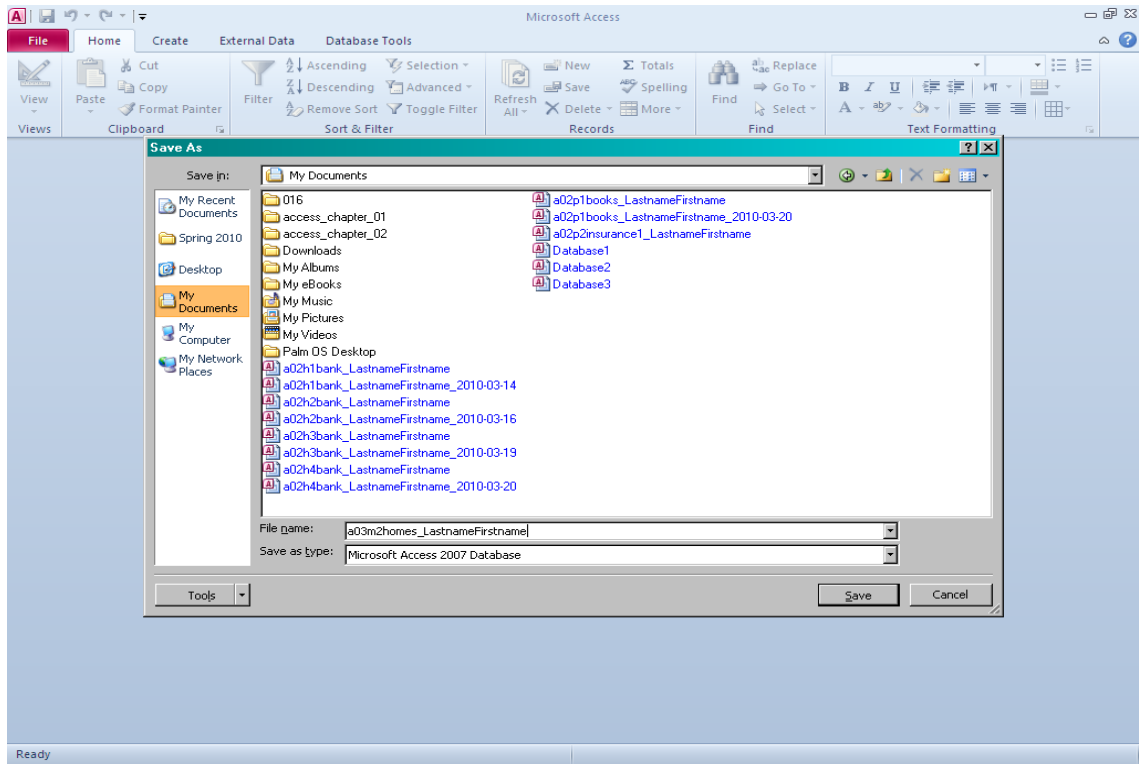 Microsoft Access
File Home Create External Data Database Tools
View
Views
Paste
Cut
Copy
Format Painter
Clipboard
Filter
Ascending
Descending
Remove Sort
Selection
Advanced
Toggle Filter
Sort & Filter
Refresh
All
New
Save
Delete
Totals
Spelling
More
Records
Find
Replace
Go To
Select
Find
B I U
A
Text Formatting
Save As
Save in:
My Documents
My Recent
Documents
Spring 2010
Desktop
My
Documents
My
Computer
My Network
Places
016
access_chapter_01
access_chapter_02
Downloads
My Albums
My eBooks
My Music
My Pictures
My Videos
Palm OS Desktop
a02h1bank_LastnameFirstname
a02h1bank_LastnameFirstname_2010-03-14
a02h2bank_LastnameFirstname
a02h2bank_LastnameFirstname_2010-03-16
a02h3bank_LastnameFirstname
a02h3bank_LastnameFirstname_2010-03-19
a02h4bank_LastnameFirstname
a02h4bank_LastnameFirstname_2010-03-20
a02p1books_LastnameFirstname
a02p1books_LastnameFirstname_2010-03-20
a02p2insurance1_LastnameFirstname
Database1
Database2
Database3
File name: a03m2homes_LastnameFirstname
Save as type: Microsoft Access 2007 Database
Tools Save Cancel
Ready